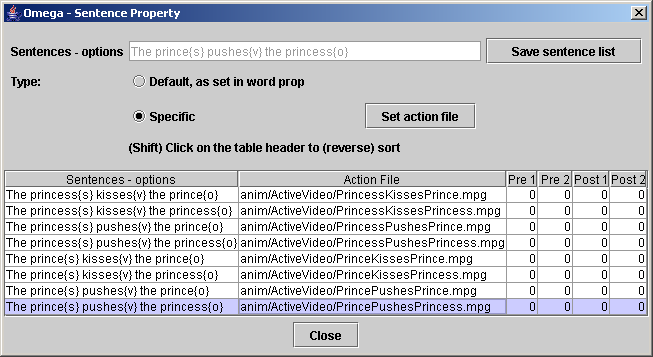 Omega - Sentence Property
Sentences - options The prince{s} pushes{v} the princess{o} Save sentence list
Type: Default, as set in word prop
Specific Set action file
(Shift) Click on the table header to (reverse) sort
Sentences - options Action File Pre 1 Pre 2 Post 1 Post 2
The princess{s} kisses{v} the prince{o} anim/ActiveVideo/PrincessKissesPrince.mpg 0 0 0 0
The princess{s} kisses{v} the princess{o} anim/ActiveVideo/PrincessKissesPrincess.mpg 0 0 0 0
The princess{s} pushes{v} the prince{o} anim/ActiveVideo/PrincessPushesPrince.mpg 0 0 0 0
The princess{s} pushes{v} the princess{o} anim/ActiveVideo/PrincessPushesPrincess.mpg 0 0 0 0
The prince{s} kisses{v} the prince{o} anim/ActiveVideo/PrinceKissesPrince.mpg 0 0 0 0
The prince{s} kisses{v} the princess{o} anim/ActiveVideo/PrinceKissesPrincess.mpg 0 0 0 0
The prince{s} pushes{v} the prince{o} anim/ActiveVideo/PrincePushesPrince.mpg 0 0 0 0
The prince{s} pushes{v} the princess{o} anim/ActiveVideo/PrincePushesPrincess.mpg 0 0 0 0
Close